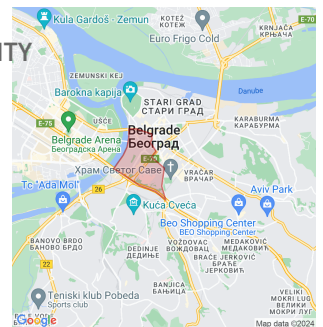 Kula Gardoš - Zemun
КОТЕЖ
КОТЕŽ
KRNJAČA
КРЊАЧА
Euro Frigo Cold
ITY
ZEMUNSKI KEJ
Barokna kapija
Danube
STARI GRAD
СТАРИ ГРАД
E-75
UŠĆE
KARABURMA
КАРАБУРМА
Belgrade
Београд
Belgrade Arena
Београдска Арена
E-75
Храм Светог Саве
VRAČAR
ВРАЧАР
Tc "Ada Mol"
26
Aviv Park
Kuća Cveća
Beo Shopping Center
BEO Shopping Center
BANOVO BRDO
БАНОВО БРДО
DEDINJE
ДЕДИЊЕ
VOŽDOVAC
ВОЖДОВАЦ
MEDAKOVIĆ
МЕДАКОВИЋ
BRAĆE JERKOVIĆ
БРАЋЕ
ЈЕРКОВИЋ
BANJICA
БАЊИЦА
Teniski klub Pobeda
Sports club
VELIKI
MOKRI LUG
ВЕЛИКИ
МОКРИ ЛУГ
Google
Map data ©2024